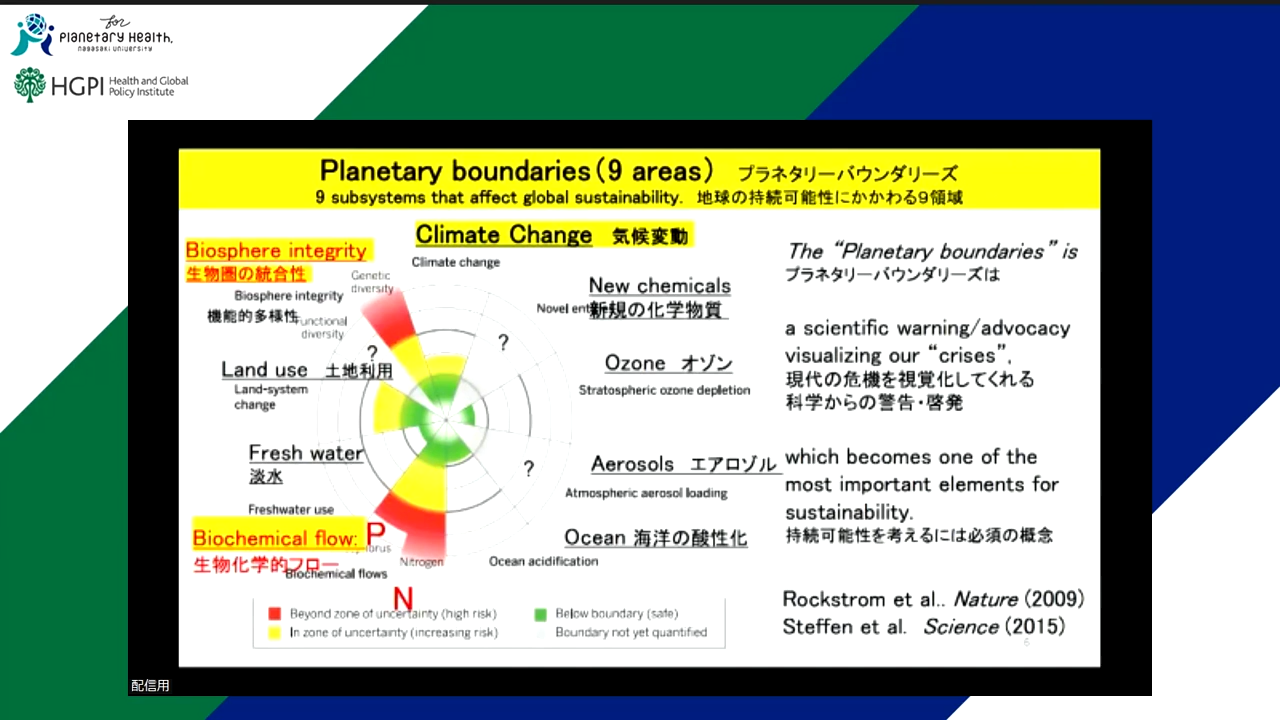 for
Planetary Health,
NAGASAKI UNIVERSITY
HGPI Health and Global
Policy Institute
Planetary boundaries(9 areas) プラネタリーバウンダリーズ
9 subsystems that affect global sustainability. 地球の持続可能性にかかわる9領域
Climate Change 気候変動
Climate change
Biosphere integrity
生物圏の統合性
Genetic
diversity
Biosphere integrity
機能的多様性
Functional
diversity
?
Land use 土地利用
Land-system
change
Fresh water
淡水
Freshwater use
Biochemical flow: P
生物化学的フロー
Biochemical flows
Nitrogen
N
New chemicals
新規の化学物質
?
Ozone オゾン
Stratospheric ozone depletion
?
Aerosols エアロゾル
Atmospheric aerosol loading
Ocean 海洋の酸性化
Ocean acidification
Beyond zone of uncertainty (high risk)
In zone of uncertainty (increasing risk)
Below boundary (safe)
Boundary not yet quantified
The “Planetary boundaries” is
プラネタリーバウンダリーズは
a scientific warning/advocacy
visualizing our “crises”,
現代の危機を視覚化してくれる
科学からの警告・啓発
which becomes one of the
most important elements for
sustainability.
持続可能性を考えるには必須の概念
Rockstrom et al.. Nature (2009)
Steffen et al. Science (2015)
6
配信用